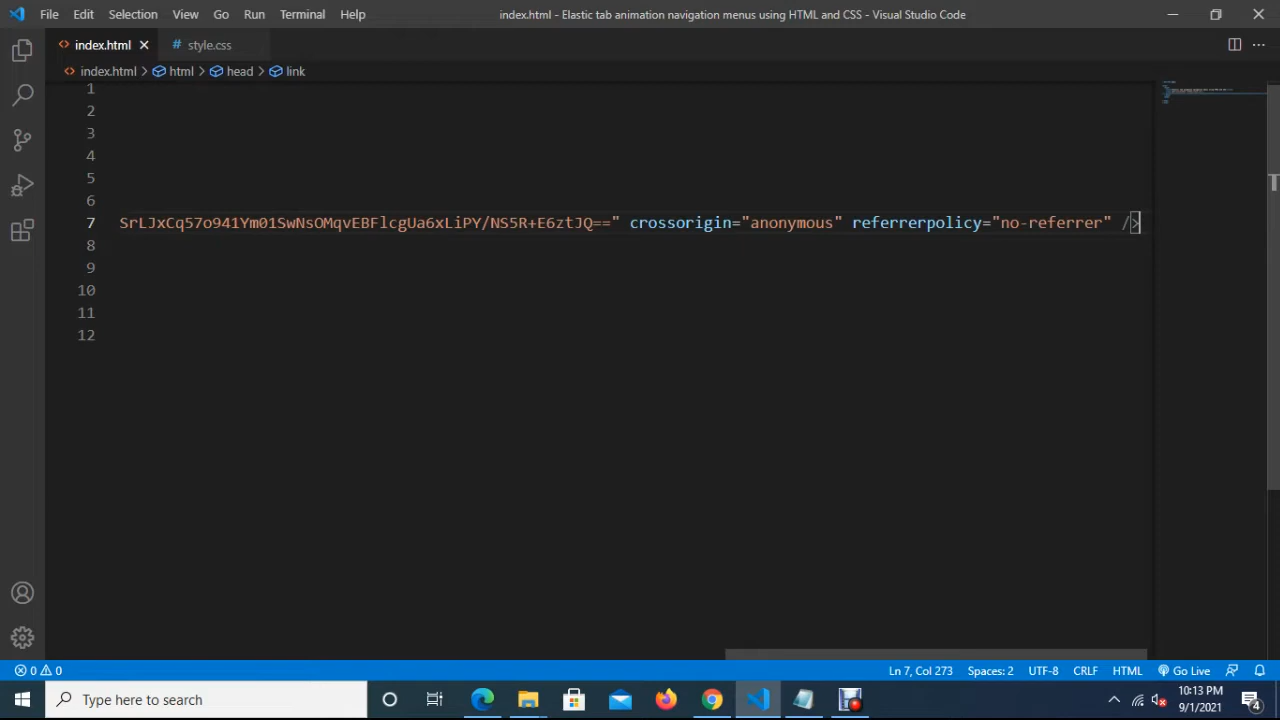 File Edit Selection View Go Run Terminal Help index.html - Elastic tab animation navigation menus using HTML and CSS - Visual Studio Code
<> index.html # style.css
<> index.html > html > head > link
1
2
3
4
5
6
7 SrLJxCq57o941Ym01SwNsOMqvEBFlcgUa6xLiPY/NS5R+E6ztJQ==" crossorigin="anonymous" referrerpolicy="no-referrer" />
8
9
10
11
12
0 0 Ln 7, Col 273 Spaces: 2 UTF-8 CRLF HTML Go Live
Type here to search
10:13 PM
9/1/2021
4